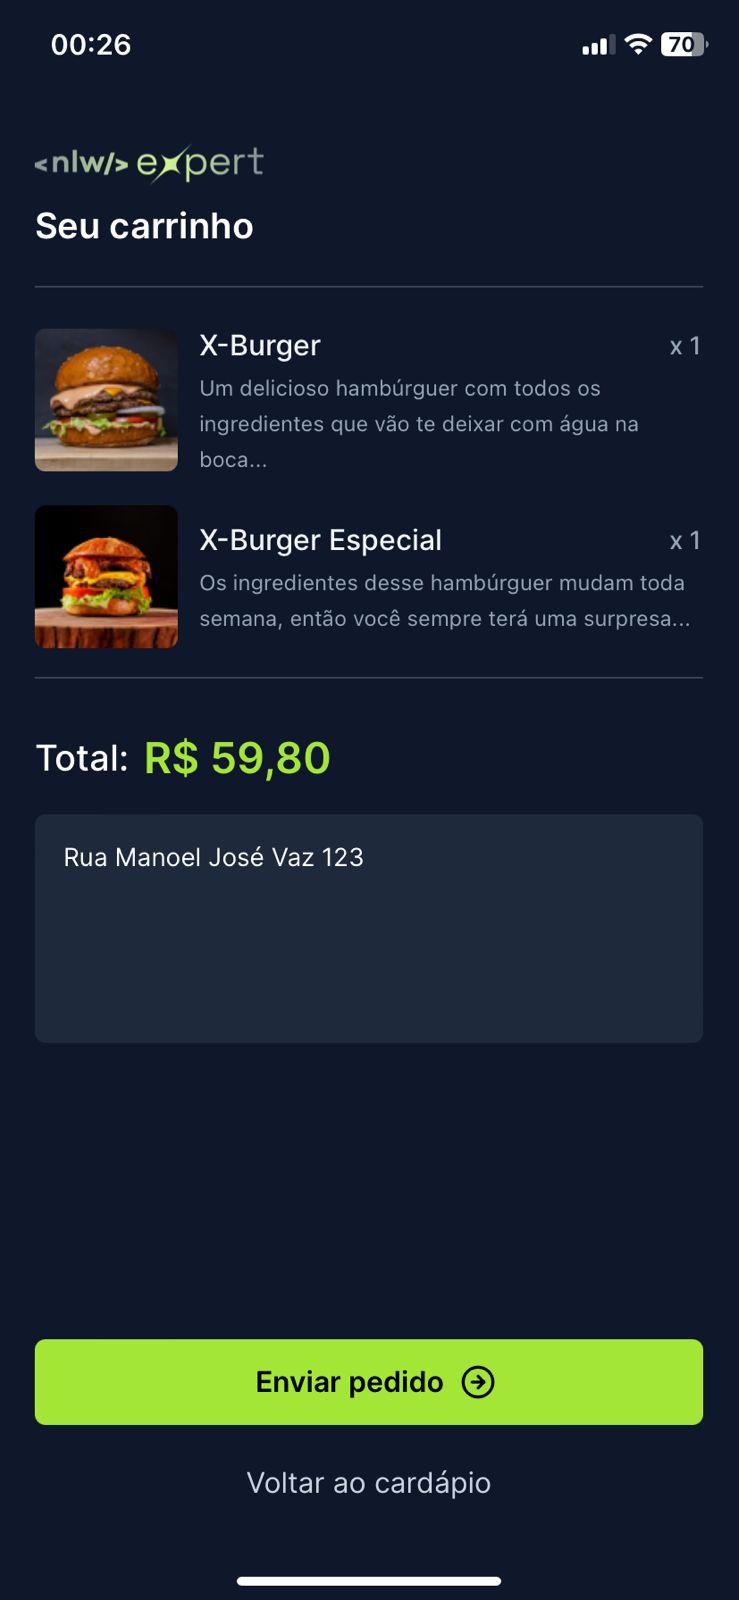 00:26
70
<nlw/> expert
Seu carrinho
X-Burger
x 1
Um delicioso hambúrguer com todos os
ingredientes que vão te deixar com água na
boca...
X-Burger Especial
x 1
Os ingredientes desse hambúrguer mudam toda
semana, então você sempre terá uma surpresa...
Total: R$ 59,80
Rua Manoel José Vaz 123
Enviar pedido
Voltar ao cardápio